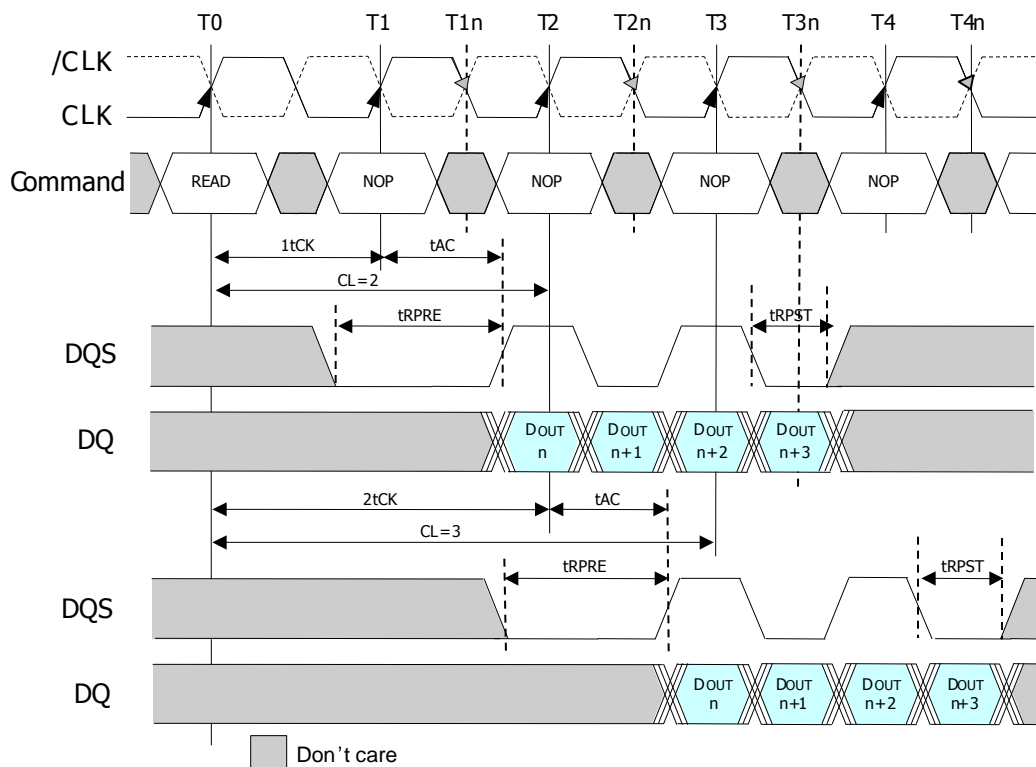 T0 T1 T1n T2 T2n T3 T3n T4 T4n
/CLK
CLK
Command READ NOP NOP NOP NOP
1tCK tAC
CL=2
tRPRE tRPST
DQS
DQ DOUT n DOUT n+1 DOUT n+2 DOUT n+3
2tCK tAC
CL=3
tRPRE tRPST
DQS
DQ DOUT n DOUT n+1 DOUT n+2 DOUT n+3
Don't care